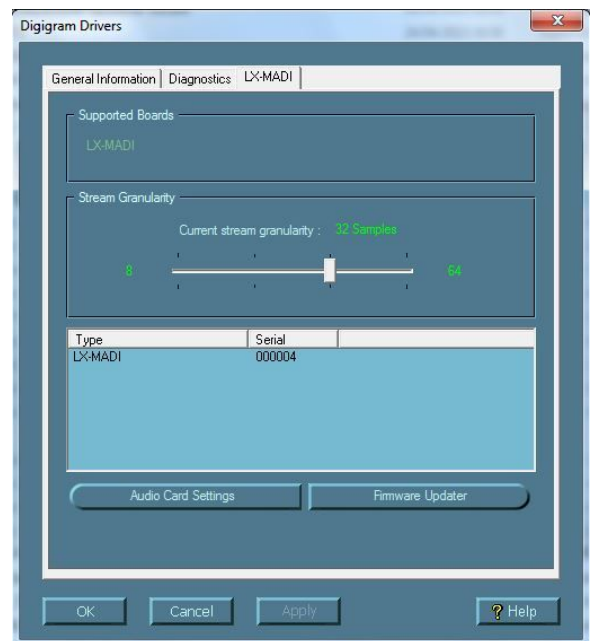 Digigram Drivers
General Information Diagnostics LX-MADI
Supported Boards
LX-MADI
Stream Granularity
Current stream granularity : 32 Samples
8 64
Type Serial
LX-MADI 000004
Audio Card Settings Firmware Updater
OK Cancel Apply ? Help